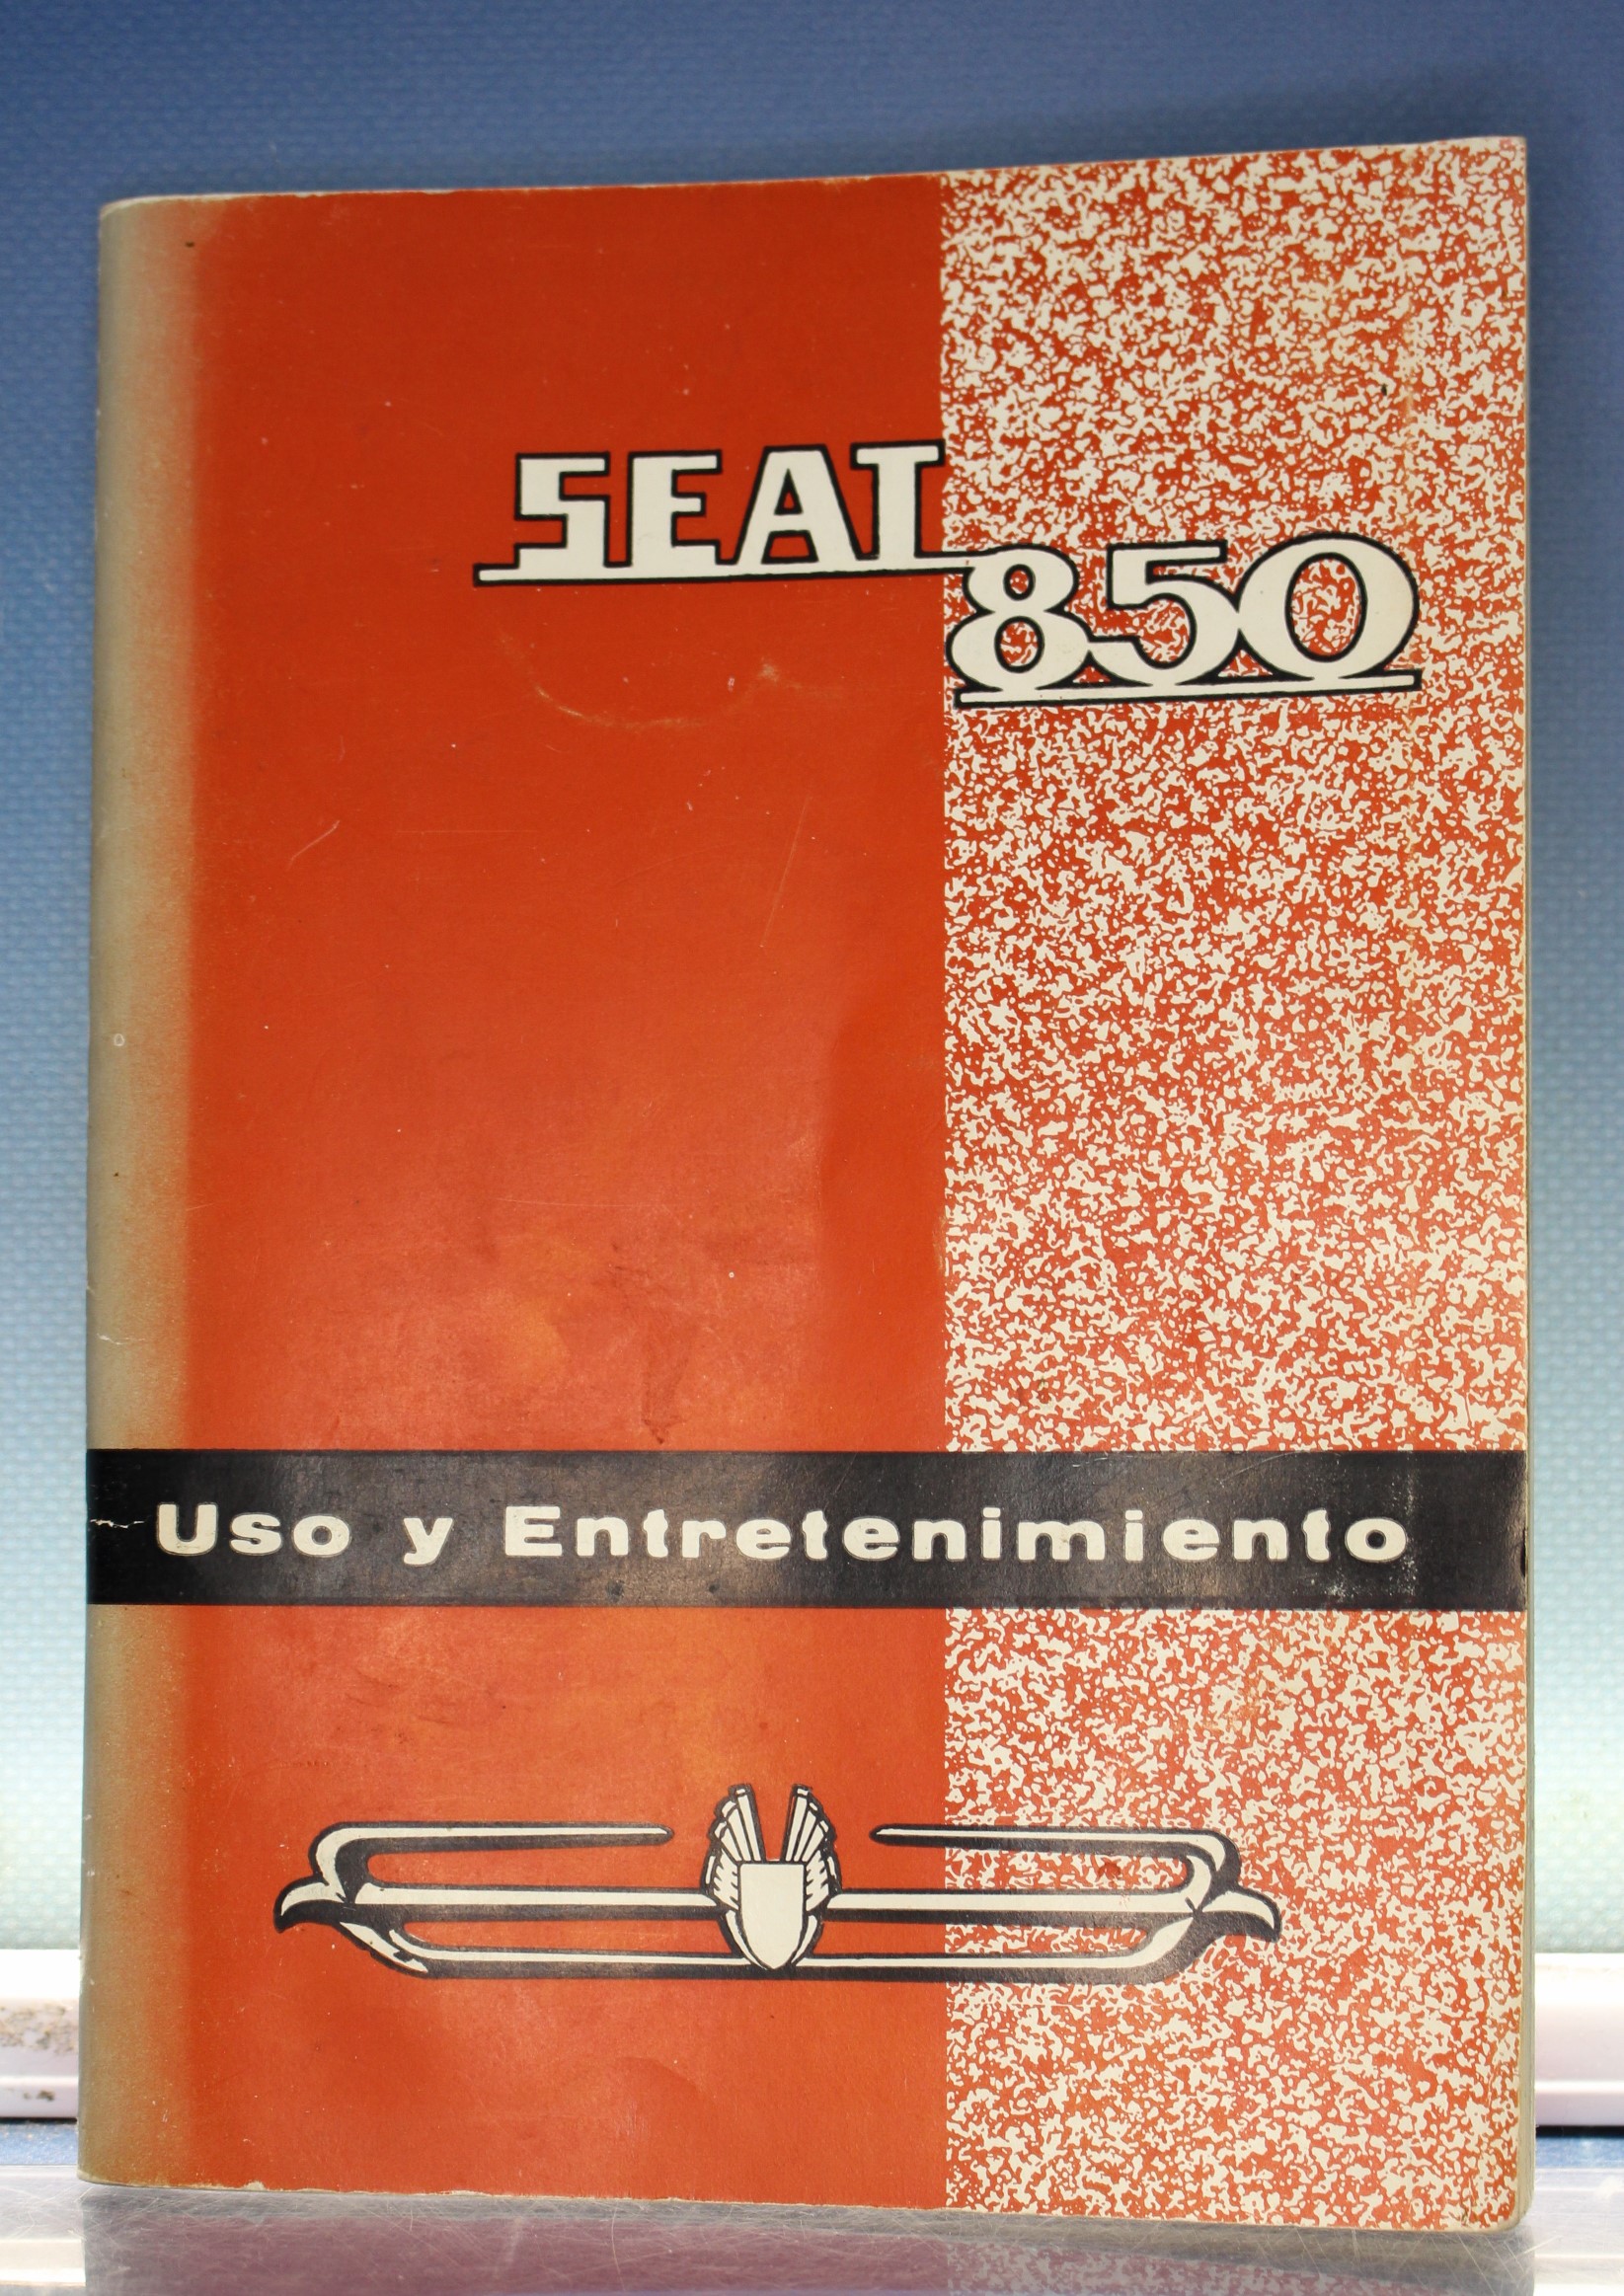 SEAT
850
Uso y Entretenimiento